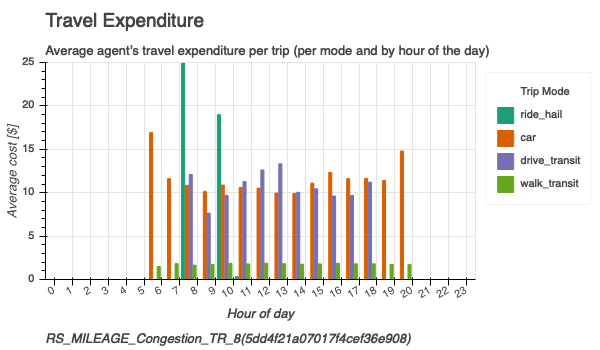 Travel Expenditure
Average agent's travel expenditure per trip (per mode and by hour of the day)
25
20
15
10
5
0
Average cost [$]
0 1 2 3 4 5 6 7 8 9 10 11 12 13 14 15 16 17 18 19 20 21 22 23
Hour of day
Trip Mode
ride_hail
car
drive_transit
walk_transit
RS_MILEAGE_Congestion_TR_8(5dd4f21a07017f4cef36e908)